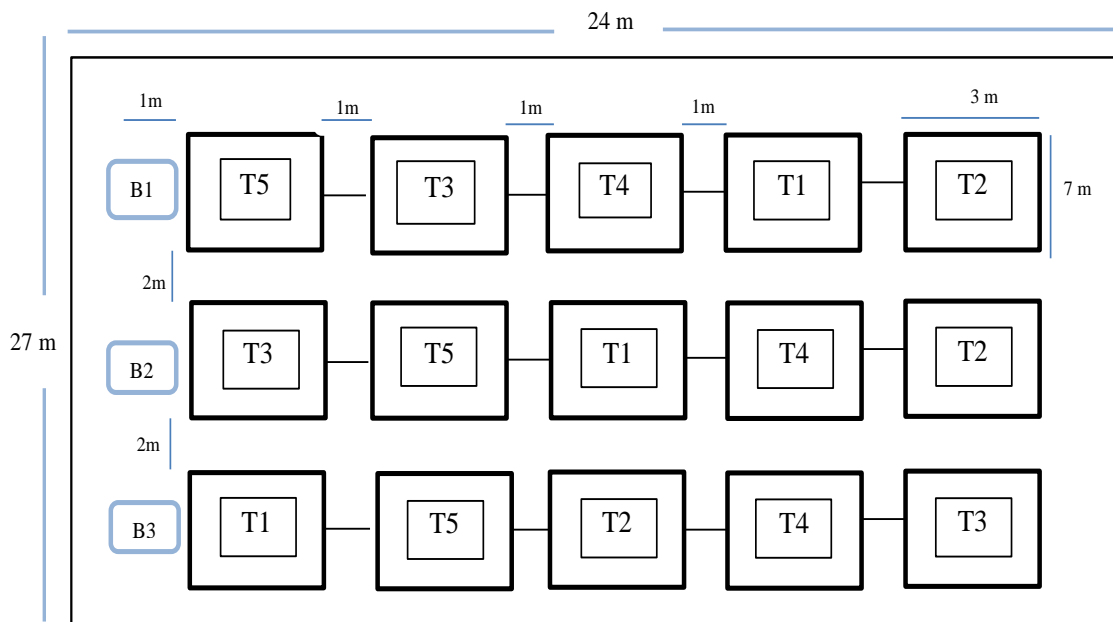 24 m
1m 1m 1m 1m 3 m
B1 T5 T3 T4 T1 T2 7 m
2m
27 m
B2 T3 T5 T1 T4 T2
2m
B3 T1 T5 T2 T4 T3